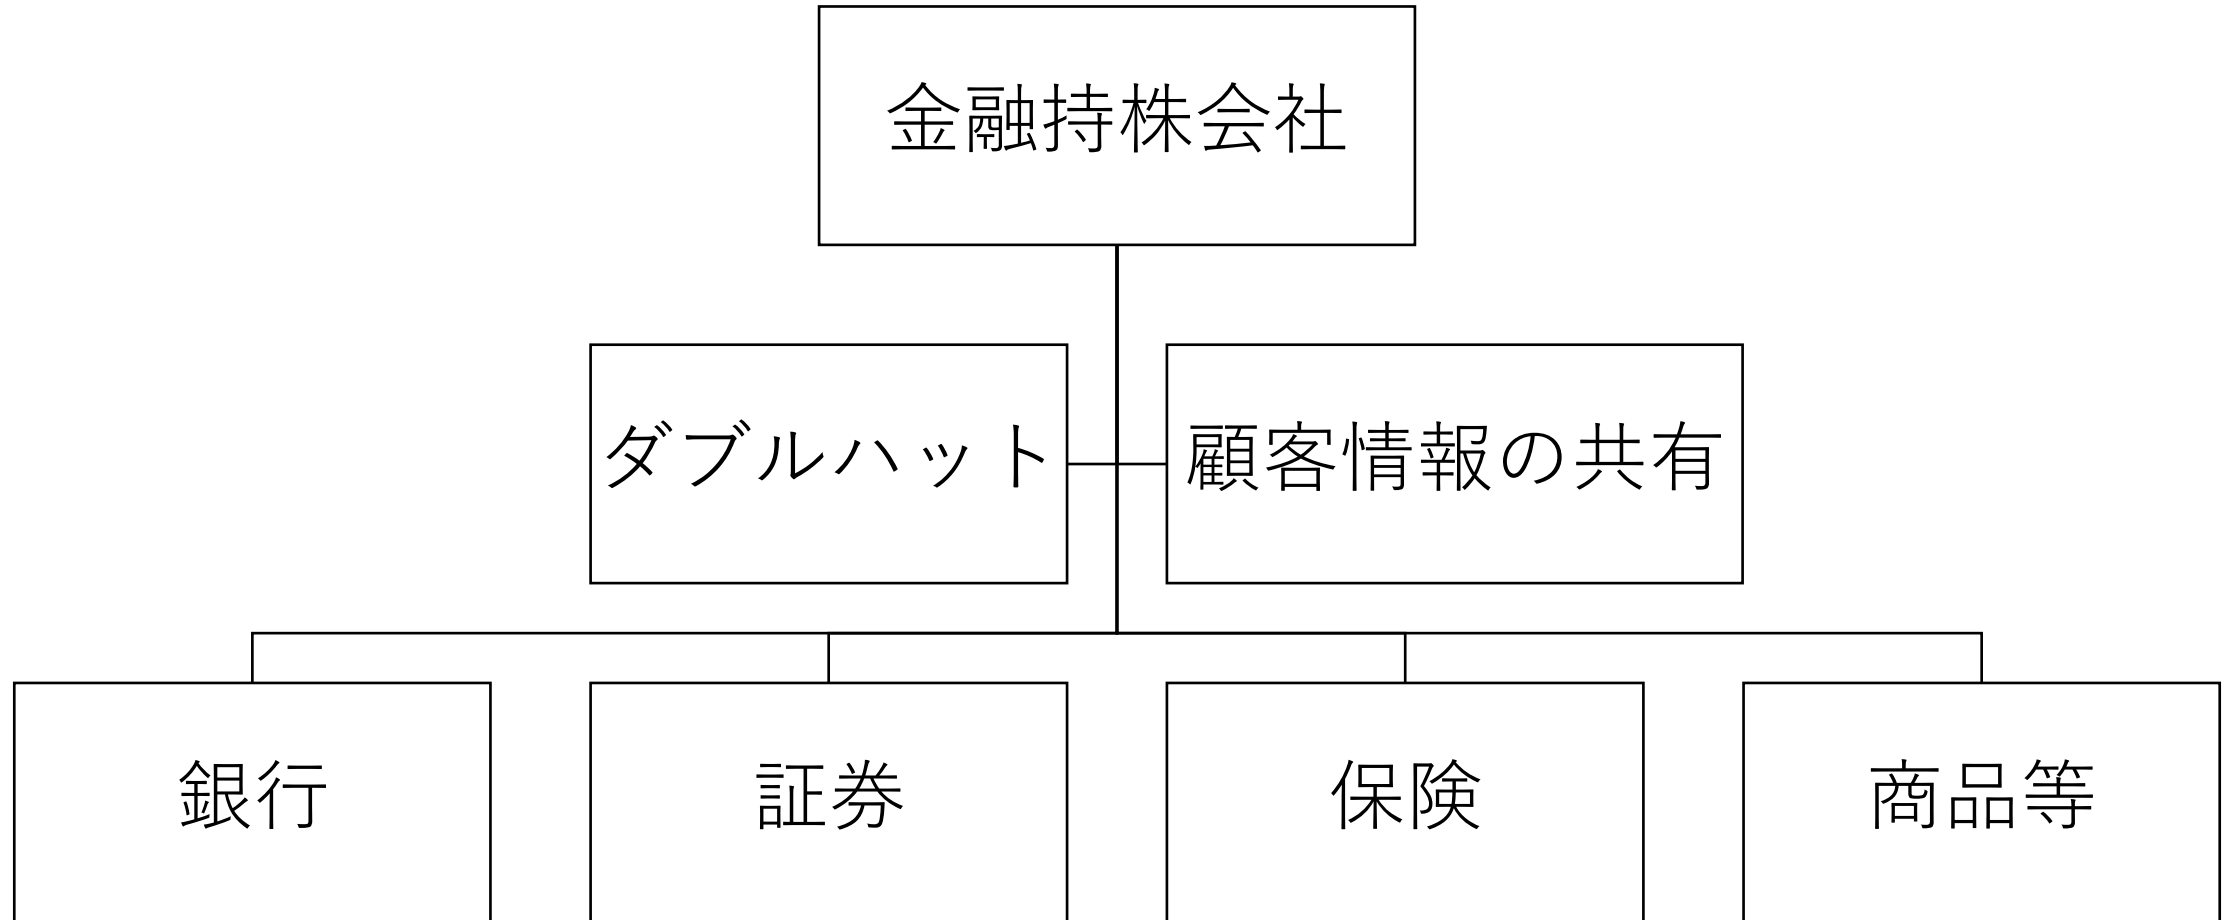 金融持株会社
ダブルハット
顧客情報の共有
銀行
証券
保険
商品等